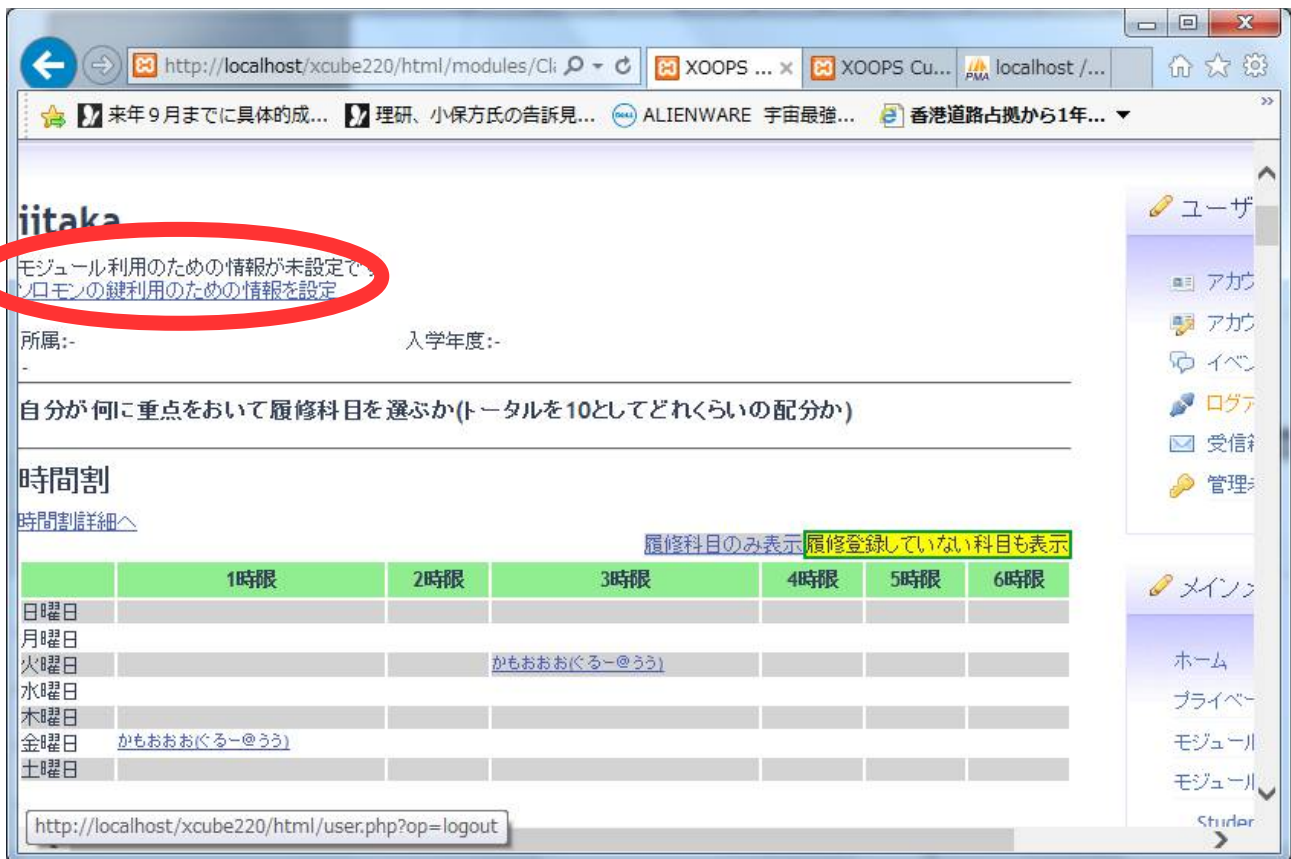 http://localhost/xcube220/html/modules/Cl
XOOPS ...
XOOPS Cu...
localhost /...
来年９月までに具体的成...
理研、小保方氏の告訴見...
ALIENWARE 宇宙最強...
香港道路占拠から1年...
iitaka
モジュール利用のための情報が未設定で
ソロモンの鍵利用のための情報を設定
所属:- 入学年度:-
-
自分が何に重点をおいて履修科目を選ぶか(トータルを10としてどれくらいの配分か)
時間割
時間割詳細へ
履修科目のみ表示 履修登録していない科目も表示
1時限 2時限 3時限 4時限 5時限 6時限
日曜日
月曜日
火曜日 かもおおお(ぐるー@うう)
水曜日
木曜日
金曜日 かもおおお(ぐるー@うう)
土曜日
http://localhost/xcube220/html/user.php?op=logout
ユーザ
アカウ
アカウ
イベン
ログア
受信
管理
メイン
ホーム
プライベー
モジュール
モジュール
Studen